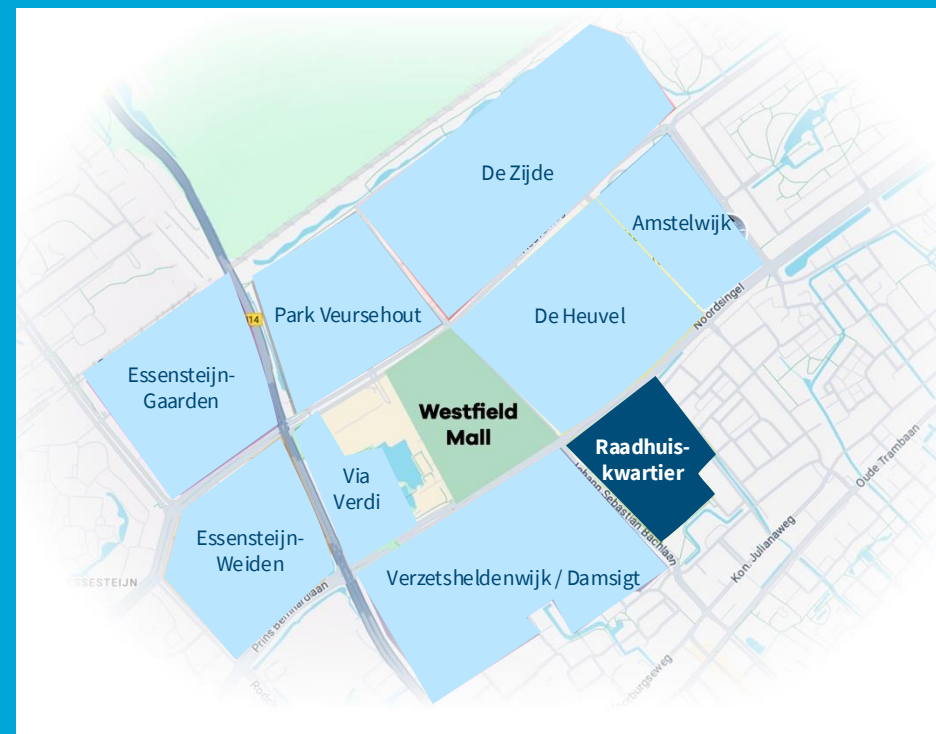 De Zijde
Amstelwijk
Park Veursehout
De Heuvel
Noordsingel
14
Essensteijn-
Gaarden
Westfield
Mall
Raadhuis-
kwartier
Via
Verdi
Johann Sebastian Bachlaan
Oude Trambaan
Essensteijn-
Weiden
Kon. Julianaweg
Verzetsheldenwijk / Damsigt
ESSESTEIJN
Prins Bernhardlaan